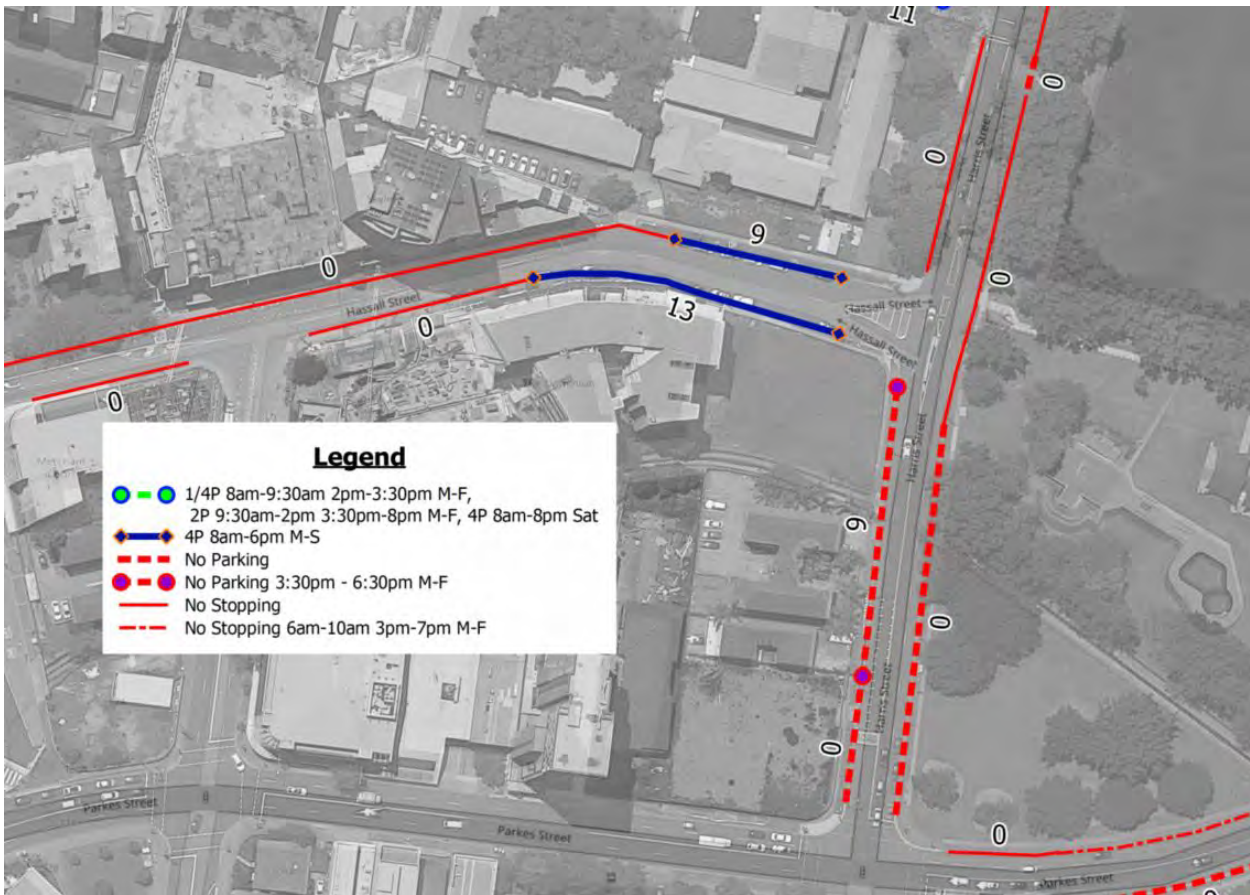 11
0
Harris Street
0
9
0
0
Hassall Street
Hassall Street
13
0
Hassall Street
0
Harris Street
Legend
1/4P 8am-9:30am 2pm-3:30pm M-F,
2P 9:30am-2pm 3:30pm-8pm M-F, 4P 8am-8pm Sat
4P 8am-6pm M-S
No Parking
No Parking 3:30pm - 6:30pm M-F
No Stopping
No Stopping 6am-10am 3pm-7pm M-F
9
0
Harris Street
0
Parkes Street
Parkes Street
0
Parkes Street